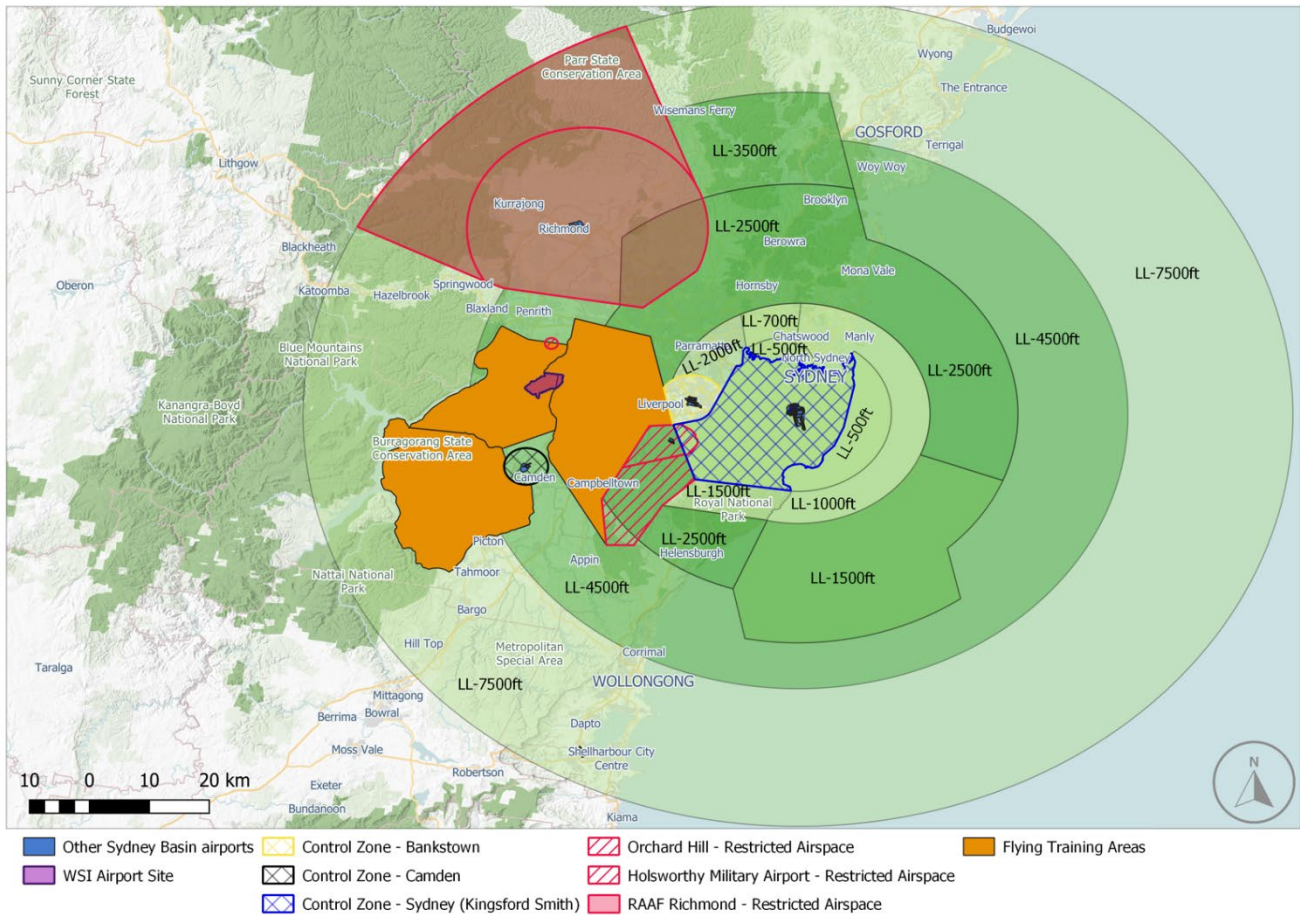 Budgewoi
Wyong
Parr State
Conservation Area
Sunny Corner State
Forest
The Entrance
Wisemans Ferry
GOSFORD
Terrigal
LL-3500ft
Lithgow
Woy Woy
Kurrajong
Brooklyn
Richmond
LL-2500ft
Berowra
Blackheath
Mona Vale
LL-7500ft
Oberon
Katoomba
Hazelbrook
Springwood
Hornsby
Blaxland
Penrith
LL-700ft
Blue Mountains
National Park
Parramatta
Chatswood
Manly
LL-4500ft
LL-2000ft
LL-500ft
North Sydney
SYDNEY
LL-2500ft
Kanangra-Boyd
National Park
Liverpool
LL-500ft
Burragorang State
Conservation Area
Camden
Campbelltown
LL-1500ft
Royal National
Park
LL-1000ft
Picton
LL-2500ft
Helensburgh
Appin
Nattai National
Park
Tahmoor
LL-4500ft
LL-1500ft
Bargo
Hill Top
Metropolitan
Special Area
Corrimal
Taralga
LL-7500ft
WOLLONGONG
Mittagong
Berrima
Bowral
Dapto
Moss Vale
Shellharbour City
Centre
Robertson
Exeter
Bundanoon
Kiama
10 0 10 20 km
N
Other Sydney Basin airports
WSI Airport Site
Control Zone - Bankstown
Control Zone - Camden
Control Zone - Sydney (Kingsford Smith)
Orchard Hill - Restricted Airspace
Holsworthy Military Airport - Restricted Airspace
RAAF Richmond - Restricted Airspace
Flying Training Areas